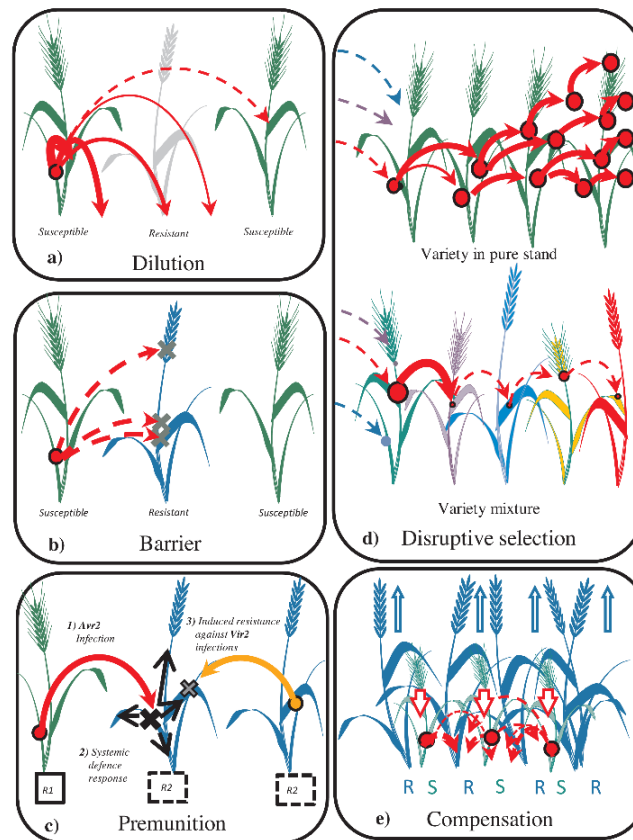 Susceptible Resistant Susceptible
a) Dilution
Susceptible Resistant Susceptible
b) Barrier
1) Avr2
Infection
3) Induced resistance
against Vir2
infections
2) Systemic
defence
response
R1 R2 R2
c) Premunition
Variety in pure stand
Variety mixture
d) Disruptive selection
R S R S R S R
e) Compensation